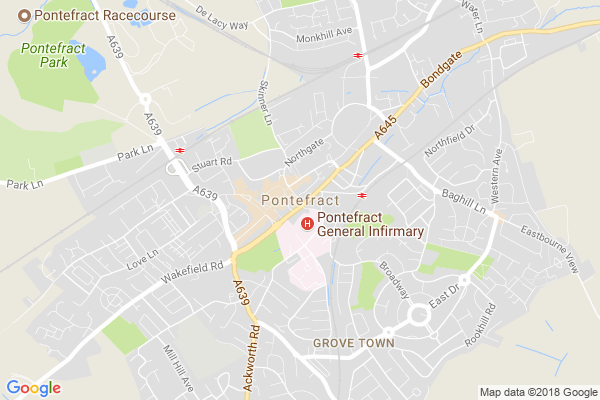 Pontefract Racecourse
De Lacy Way
Monkhill Ave
Wafer Ln
Pontefract
Park
A639
Bondgate
Skinner Ln
A639
A645
Northfield Dr
Park Ln
Northgate
Stuart Rd
Western Ave
Park Ln
A639
Pontefract
Baghill Ln
Pontefract
General Infirmary
H
Eastbourne View
Love Ln
Wakefield Rd
Broadway
East Dr
A639
Rookhill Rd
Ackworth Rd
GROVE TOWN
Mill Hill Ave
Google
Map data ©2018 Google